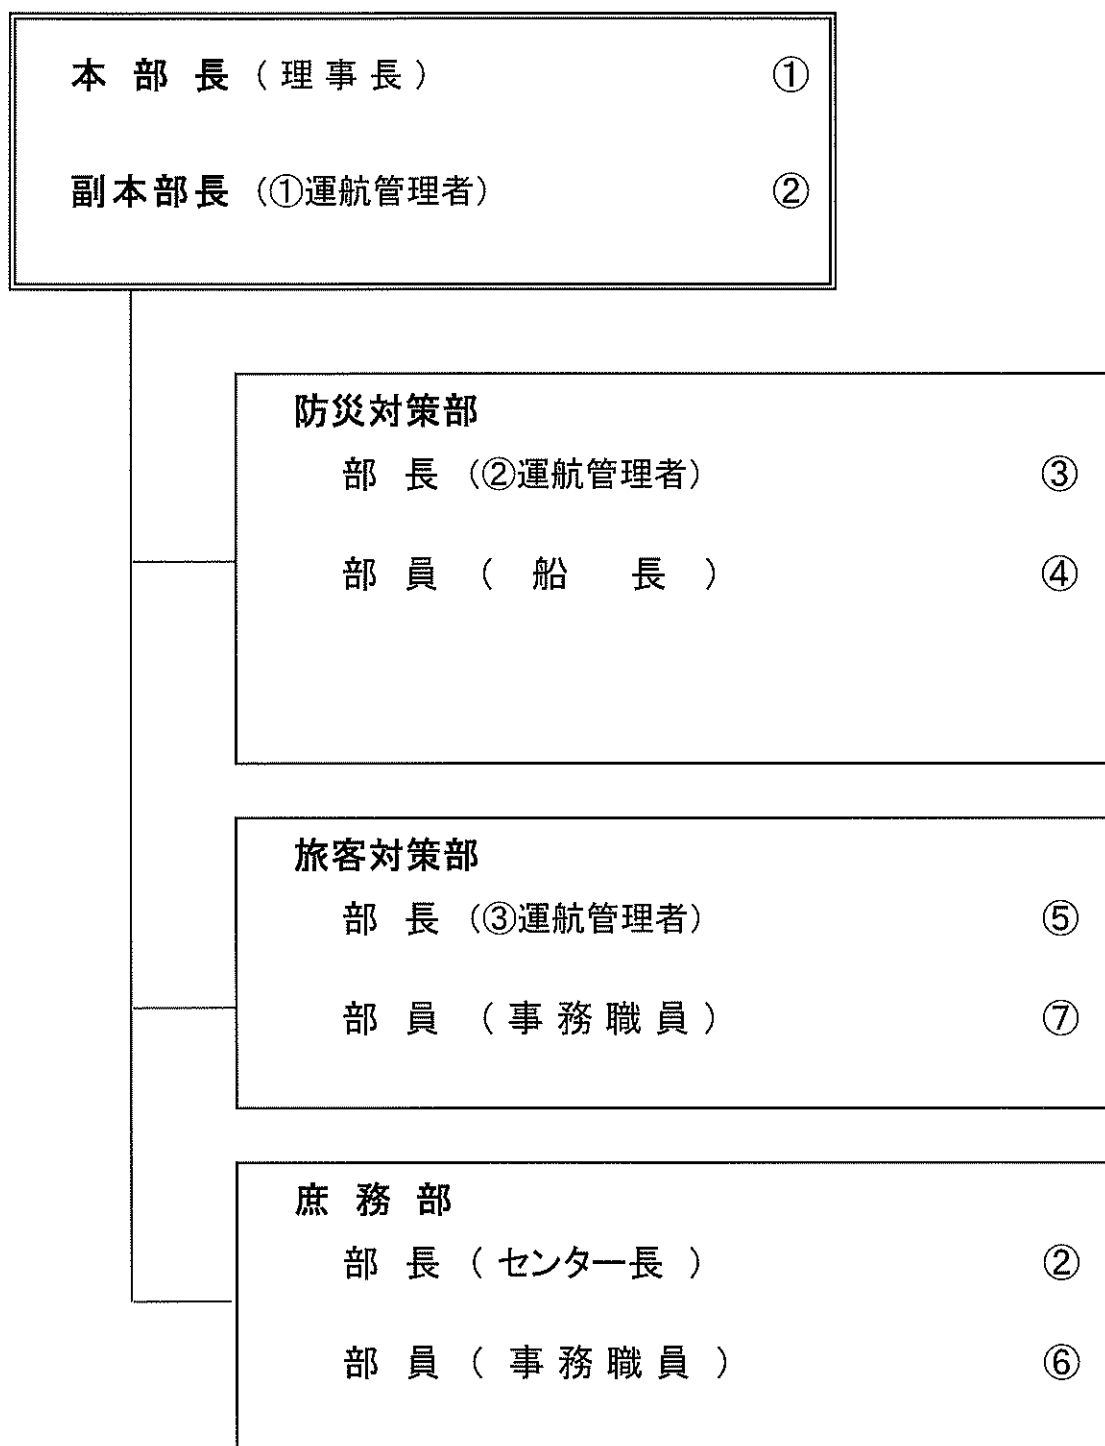 本部長（理事長） ①
副本部長（①運航管理者） ②
防災対策部
部長（②運航管理者） ③
部員（船長） ④
旅客対策部
部長（③運航管理者） ⑤
部員（事務職員） ⑦
庶務部
部長（センター長） ②
部員（事務職員） ⑥